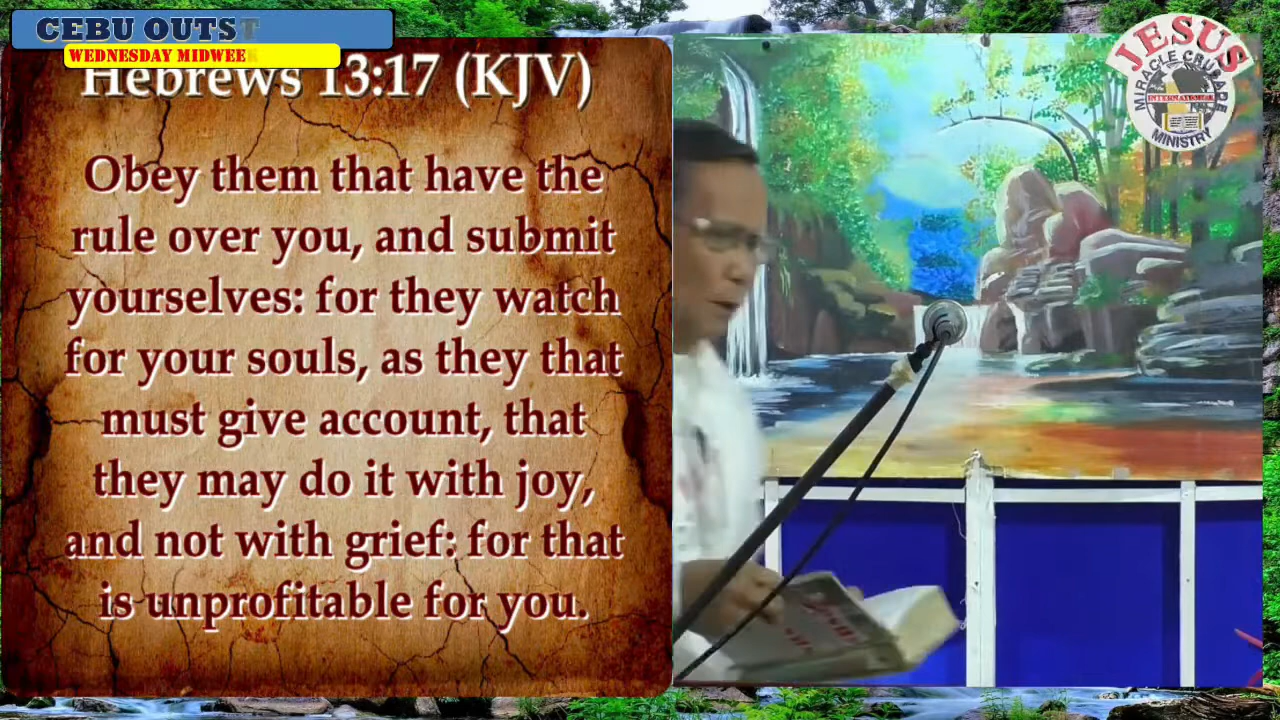 CEBU OUTST
WEDNESDAY MIDWEE
Hebrews 13:17 (KJV)
Obey them that have the
rule over you, and submit
yourselves: for they watch
for your souls, as they that
must give account, that
they may do it with joy,
and not with grief: for that
is unprofitable for you.
JESUS
MIRACLE CRUSADE
INTERNATIONAL
MINISTRY